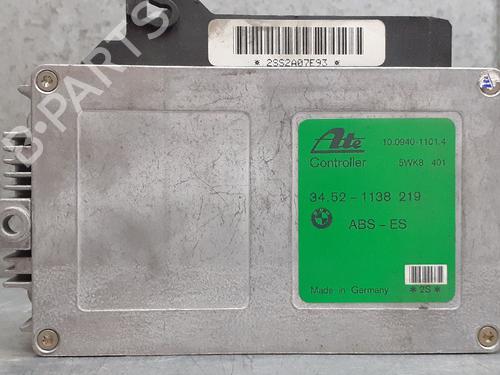 * 2SS2A07E93 *
Ate
10.0940-1101.4
Controller
5WK8 401
34.52 - 1138 219
ABS - ES
Made in Germany
* 2S *
B-PARTS